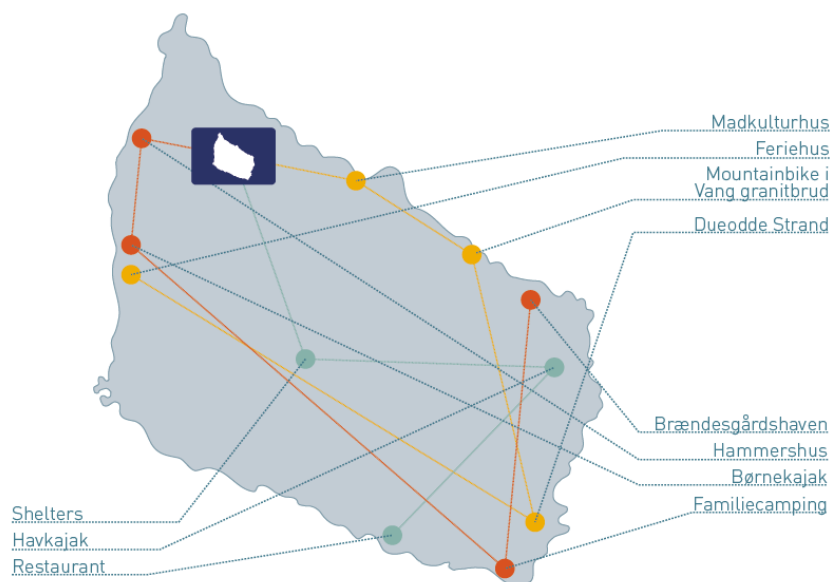 Madkulturhus
Feriehus
Mountainbike i
Vang granitbrud
Dueodde Strand
Brændesgårdshaven
Hammershus
Børnekajak
Familiecamping
Shelters
Havkajak
Restaurant